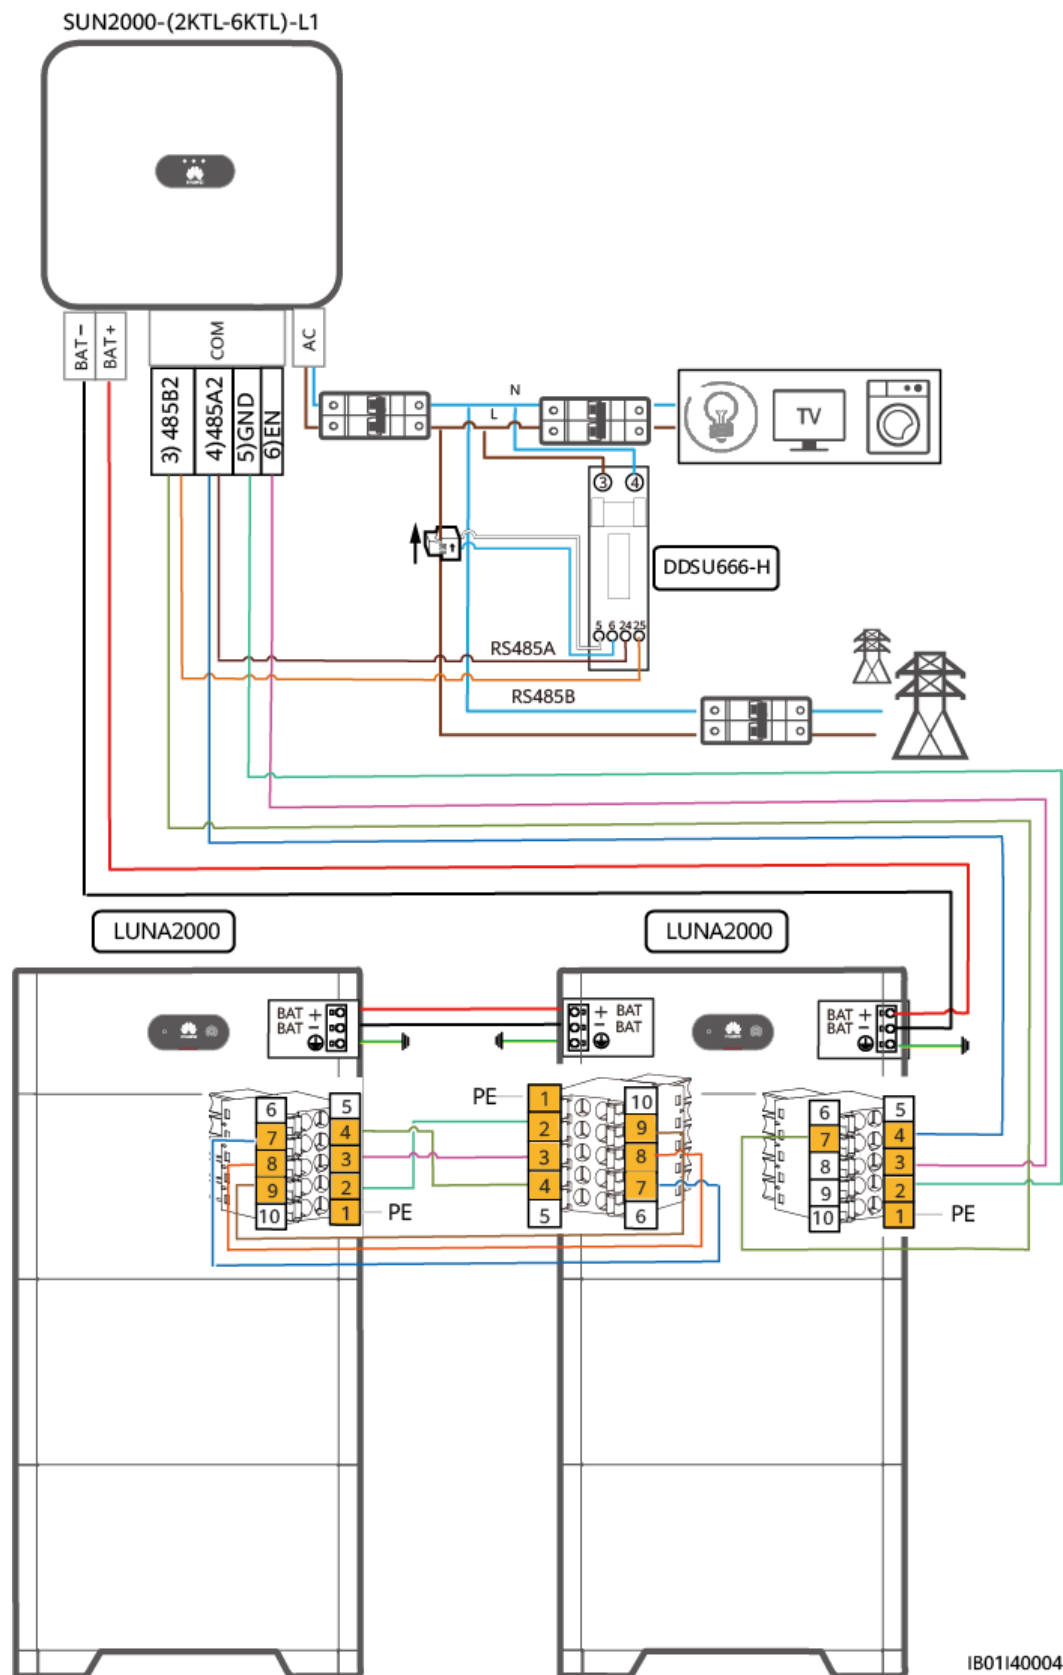 SUN2000-(2KTL-6KTL)-L1
BAT−
BAT+
COM
AC
3) 485B2
4)485A2
5)GND
6)EN
N
L
TV
3 4
DDSU666-H
5 6 24 25
RS485A
RS485B
LUNA2000
LUNA2000
BAT +
BAT −
+ BAT
− BAT
BAT +
BAT −
6
7
8
9
10
5
4
3
2
1
PE
PE
1
2
3
4
5
10
9
8
7
6
6
7
8
9
10
5
4
3
2
1
PE
IB01I40004